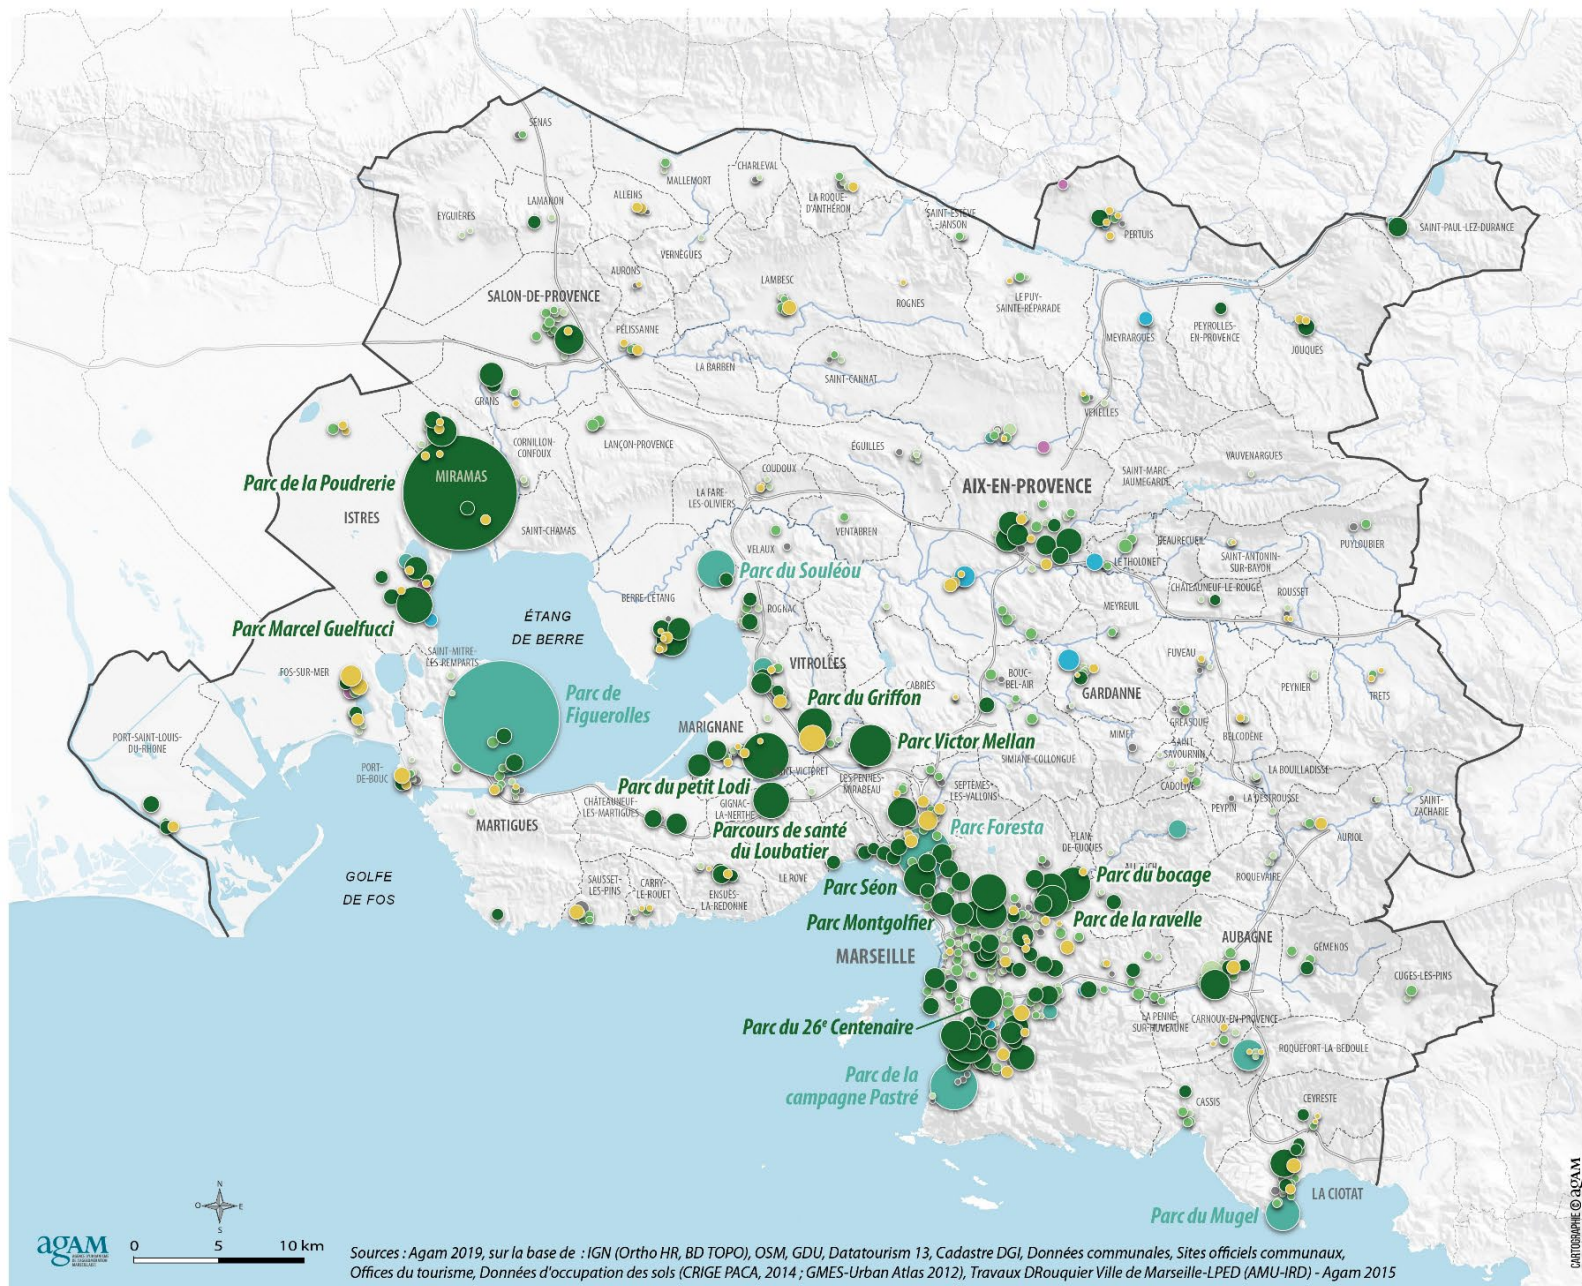 SÉNAS
CHARLEVAL
MALLEMORT
ALLEINS
LAMANON
LA ROQUE-
D'ANTHÉRON
EYGUIÈRES
SAINT-ESTÈVE
-JANSON
PERTUIS
SAINT-PAUL-LEZ-DURANCE
VERNÈGUES
AURONS
LAMBESC
SALON-DE-PROVENCE
ROGNES
LE PUY-
SAINTE-RÉPARADE
PÉLISSANNE
MEYRARGUES
PEYROLLES-
EN-PROVENCE
JOUQUES
LA BARBEN
SAINT-CANNAT
GRANS
VENELLES
CORNILLON-
CONFOUX
LANÇON-PROVENCE
ÉGUILLES
VAUVENARGUES
COUDOUX
SAINT-MARC-
JAUMEGARDE
MIRAMAS
Parc de la Poudrerie
AIX-EN-PROVENCE
LA FARE-
LES-OLIVIERS
ISTRES
SAINT-CHAMAS
VENTABREN
VELAUX
BEAURECUEIL
SAINT-ANTONIN-
SUR-BAYON
PUYLOUBIER
LE THOLONET
Parc du Souléou
CHÂTEAUNEUF-LE-ROUGE
ROUSSET
BERRE-L'ÉTANG
ROGNAC
MEYREUIL
ÉTANG
DE BERRE
Parc Marcel Guelfucci
SAINT-MITRE-
LES-REMPARTS
FOS-SUR-MER
VITROLLES
FUVEAU
BOUC-
BEL-AIR
PEYNIER
TRETS
CABRIÈS
GARDANNE
Parc de
Figuerolles
Parc du Griffon
GRÉASQUE
MARIGNANE
BELCODÈNE
MIMET
PORT-SAINT-LOUIS-
DU-RHÔNE
Parc Victor Mellan
SAINT-
SAVOURNIN
SIMIANE-COLLONGUE
PORT-
DE-BOUC
LES PENNES-
MIRABEAU
LA BOUILLADISSE
Parc du petit Lodi
SEPTÈMES-
LES-VALLONS
CADOLIVE
PEYPIN
LA DESTROUSSE
SAINT-
ZACHARIE
CHÂTEAUNEUF-
LES-MARTIGUES
GIGNAC-
LA-NERTHE
MARTIGUES
Parc Foresta
AURIOL
Parcours de santé
du Loubatier
PLAN-
DE-CUQUES
ROQUEVAIRE
GOLFE
DE FOS
SAUSSET-
LES-PINS
CARRY-
LE-ROUET
ENSUÈS-
LA-REDONNE
LE ROVE
Parc Séon
Parc du bocage
Parc Montgolfier
Parc de la ravelle
AUBAGNE
GÉMENOS
MARSEILLE
CUGES-LES-PINS
LA PENNE-
SUR-HUVEAUNE
CARNOUX-EN-PROVENCE
Parc du 26e Centenaire
ROQUEFORT-LA-BÉDOULE
Parc de la
campagne Pastré
CASSIS
CEYRESTE
LA CIOTAT
Parc du Mugel
N
O E
S
agAM
0 5 10 km
Sources : Agam 2019, sur la base de : IGN (Ortho HR, BD TOPO), OSM, GDU, Datatourism 13, Cadastre DGI, Données communales, Sites officiels communaux,
Offices du tourisme, Données d'occupation des sols (CRIGE PACA, 2014 ; GMES-Urban Atlas 2012), Travaux DRouquier Ville de Marseille-LPED (AMU-IRD) - Agam 2015
CARTOGRAPHIE © agAM